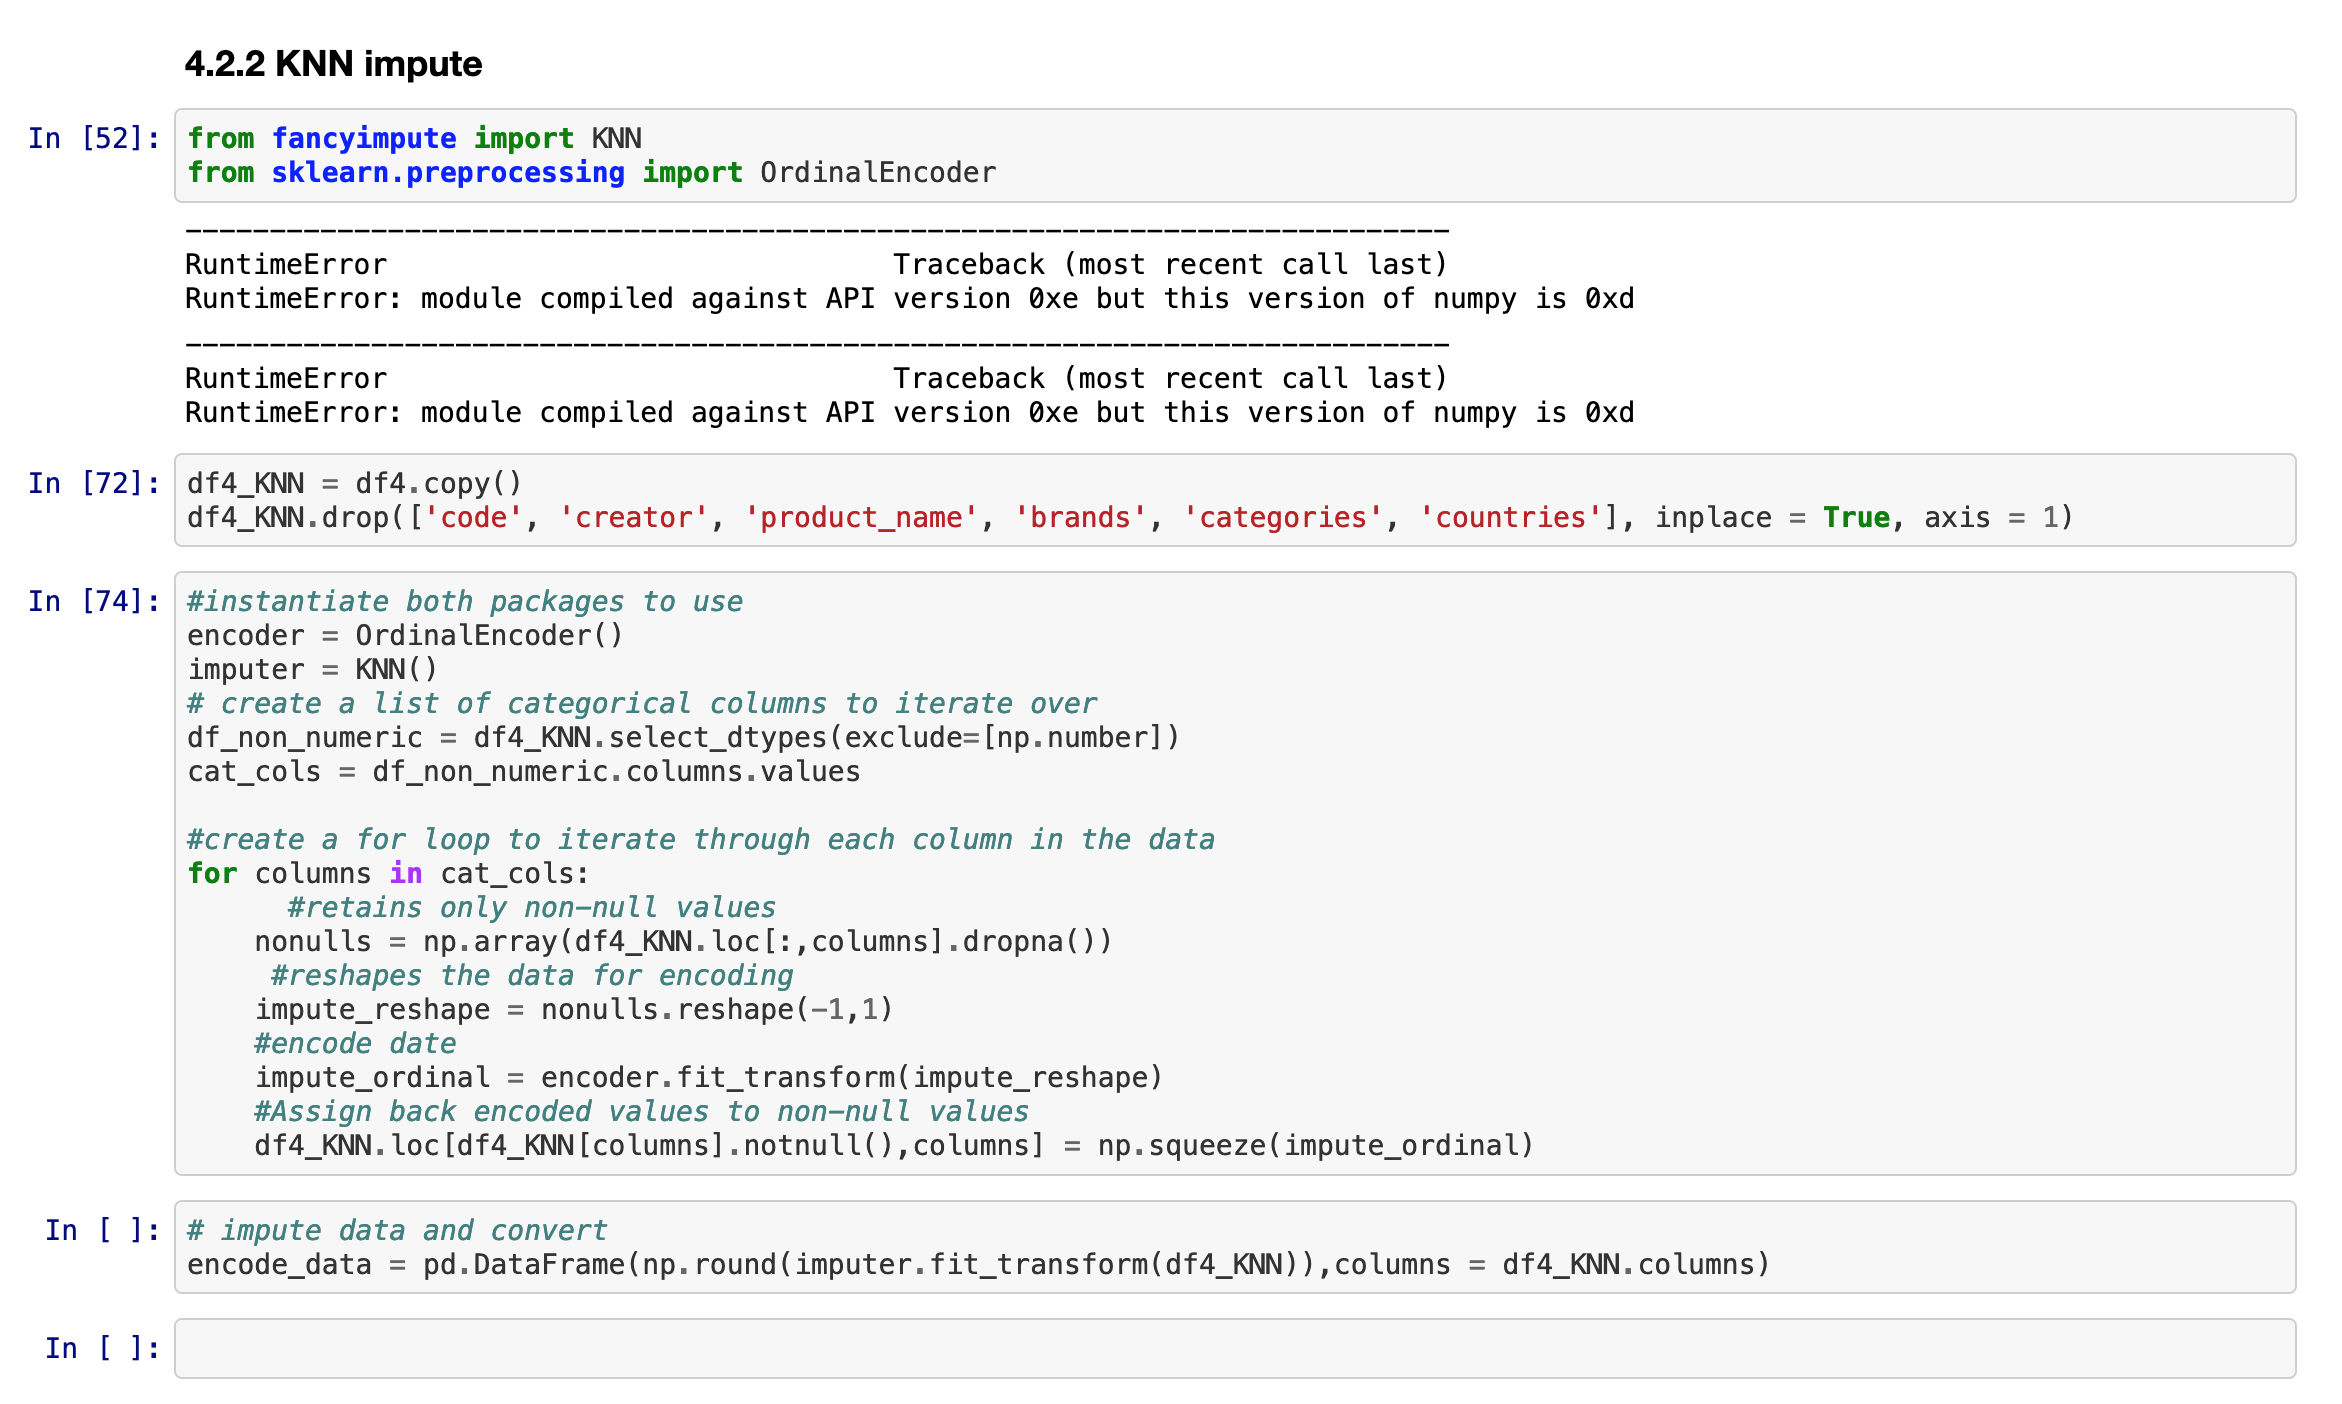 4.2.2 KNN impute
In [52]:
from fancyimpute import KNN
from sklearn.preprocessing import OrdinalEncoder
---------------------------------------------------------------------------
RuntimeError                              Traceback (most recent call last)
RuntimeError: module compiled against API version 0xe but this version of numpy is 0xd
---------------------------------------------------------------------------
RuntimeError                              Traceback (most recent call last)
RuntimeError: module compiled against API version 0xe but this version of numpy is 0xd
In [72]:
df4_KNN = df4.copy()
df4_KNN.drop(['code', 'creator', 'product_name', 'brands', 'categories', 'countries'], inplace = True, axis = 1)
In [74]:
#instantiate both packages to use
encoder = OrdinalEncoder()
imputer = KNN()
# create a list of categorical columns to iterate over
df_non_numeric = df4_KNN.select_dtypes(exclude=[np.number])
cat_cols = df_non_numeric.columns.values

#create a for loop to iterate through each column in the data
for columns in cat_cols:
      #retains only non-null values
    nonulls = np.array(df4_KNN.loc[:,columns].dropna())
     #reshapes the data for encoding
    impute_reshape = nonulls.reshape(-1,1)
    #encode date
    impute_ordinal = encoder.fit_transform(impute_reshape)
    #Assign back encoded values to non-null values
    df4_KNN.loc[df4_KNN[columns].notnull(),columns] = np.squeeze(impute_ordinal)
In [ ]:
# impute data and convert
encode_data = pd.DataFrame(np.round(imputer.fit_transform(df4_KNN)),columns = df4_KNN.columns)
In [ ]: